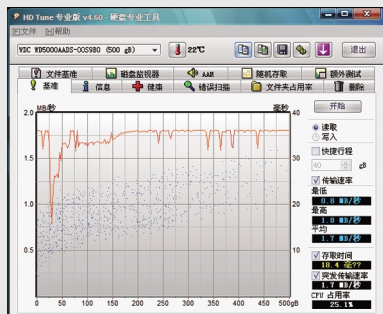 HD Tune 专业版 v4.60 - 硬盘专业工具
文件 帮助
WDC WD5000AADS-00S9B0 (500 gB)
22℃
退出
文件基准 磁盘监视器 AAM 随机存取 额外测试
基准 信息 健康 错误扫描 文件夹占用率 删除
开始
MB/秒 毫秒
2.0 40
1.5 30
1.0 20
0.5 10
0 50 100 150 200 250 300 350 400 450 500gB
读取
写入
快捷行程
40 gB
传输速率
最低
0.8 MB/秒
最高
1.8 MB/秒
平均
1.7 MB/秒
存取时间
18.4 毫??
突发传输速率
1.7 MB/秒
CPU 占用率
25.1%